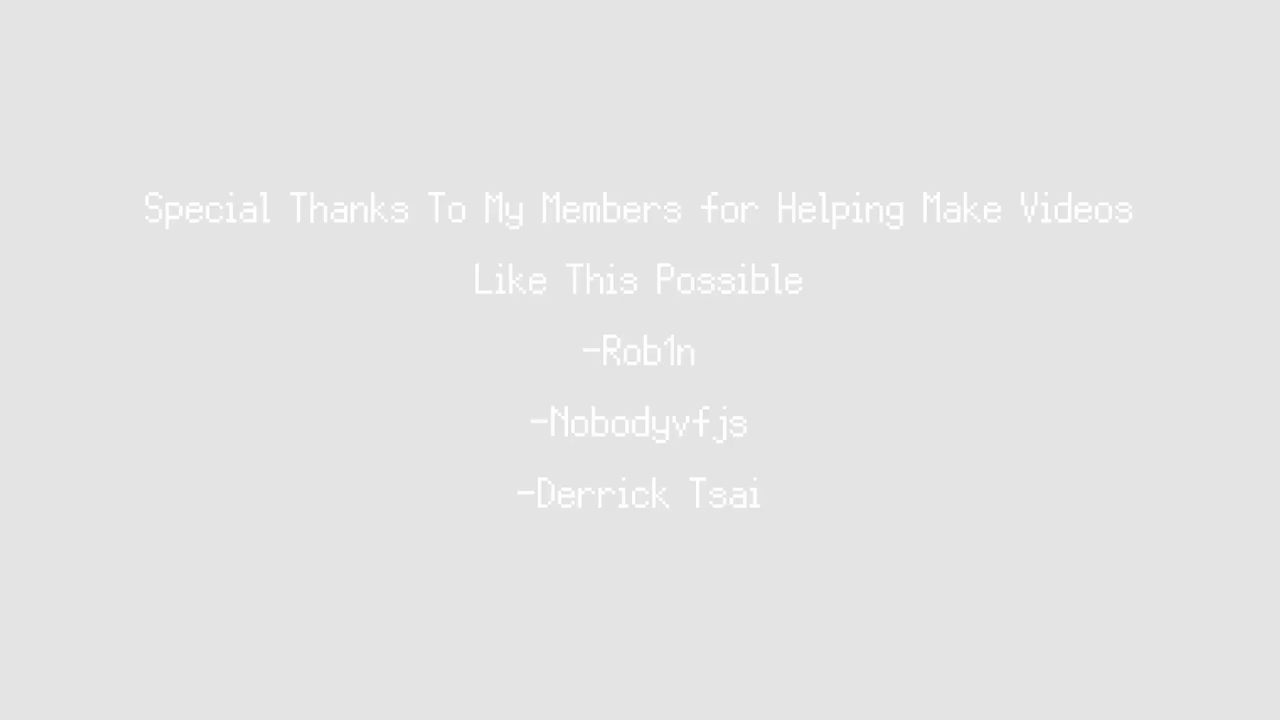 Special Thanks To My Members for Helping Make Videos
Like This Possible
-Rob1n
-Nobodyvfjs
-Derrick Tsai